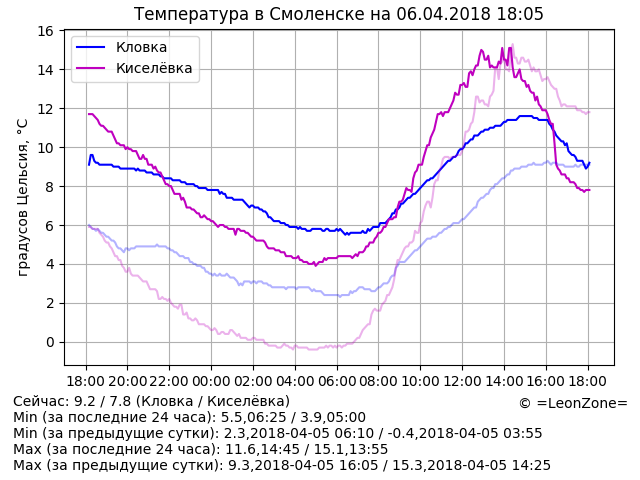 Температура в Смоленске на 06.04.2018 18:05
Кловка
Киселёвка
градусов Цельсия, °C
16
14
12
10
8
6
4
2
0
18:00 20:00 22:00 00:00 02:00 04:00 06:00 08:00 10:00 12:00 14:00 16:00 18:00
© =LeonZone=
Сейчас: 9.2 / 7.8 (Кловка / Киселёвка)
Min (за последние 24 часа): 5.5,06:25 / 3.9,05:00
Min (за предыдущие сутки): 2.3,2018-04-05 06:10 / -0.4,2018-04-05 03:55
Max (за последние 24 часа): 11.6,14:45 / 15.1,13:55
Max (за предыдущие сутки): 9.3,2018-04-05 16:05 / 15.3,2018-04-05 14:25